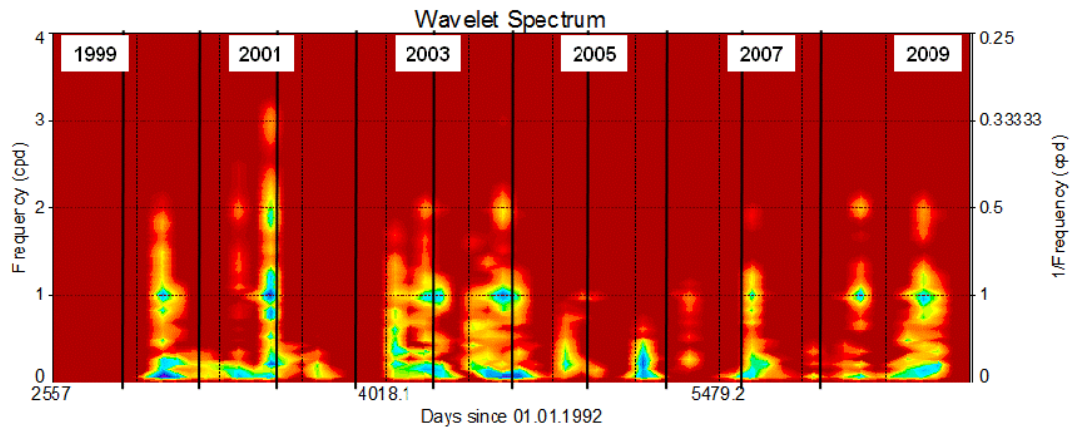 Wavelet Spectrum
4 0.25
1999 2001 2003 2005 2007 2009
3 0.33333
Frequency (cpd)
1/Frequency (cpd)
2 0.5
1 1
0 0
2557 4018.1 5479.2
Days since 01.01.1992